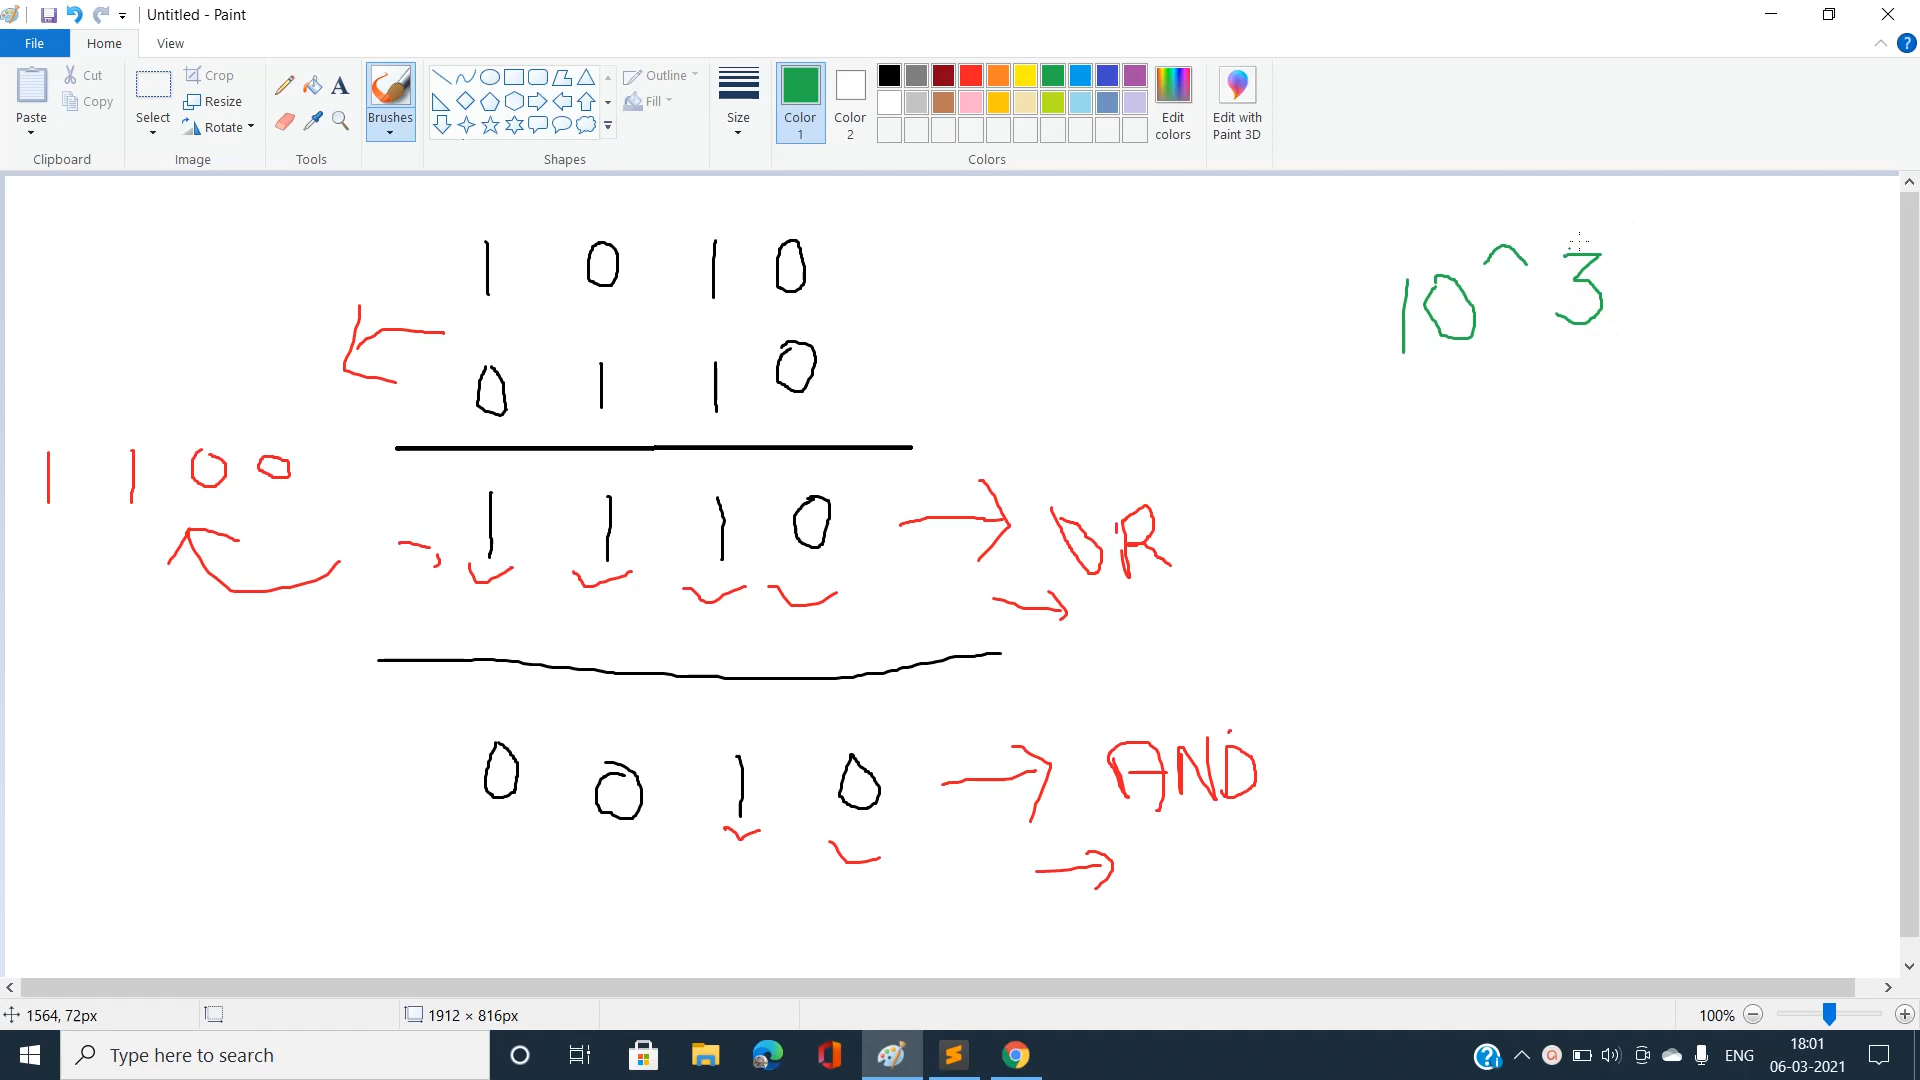 Untitled - Paint
File Home View
Paste
Cut
Copy
Clipboard
Select
Crop
Resize
Rotate
Image
Tools
Brushes
Outline
Fill
Shapes
Size
Color 1
Color 2
Colors
Edit colors
Edit with Paint 3D
1 0 1 0
10^3
0 1 1 0
1 1 0 0
1 1 1 0 OR
0 0 1 0 AND
1564, 72px
1912 × 816px
100%
Type here to search
ENG
18:01
06-03-2021